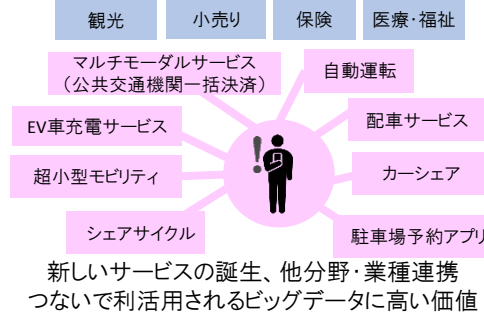 観光
小売り
保険
医療・福祉
マルチモーダルサービス
（公共交通機関一括決済）
自動運転
EV車充電サービス
配車サービス
超小型モビリティ
カーシェア
シェアサイクル
駐車場予約アプリ
新しいサービスの誕生、他分野・業種連携
つないで利活用されるビッグデータに高い価値